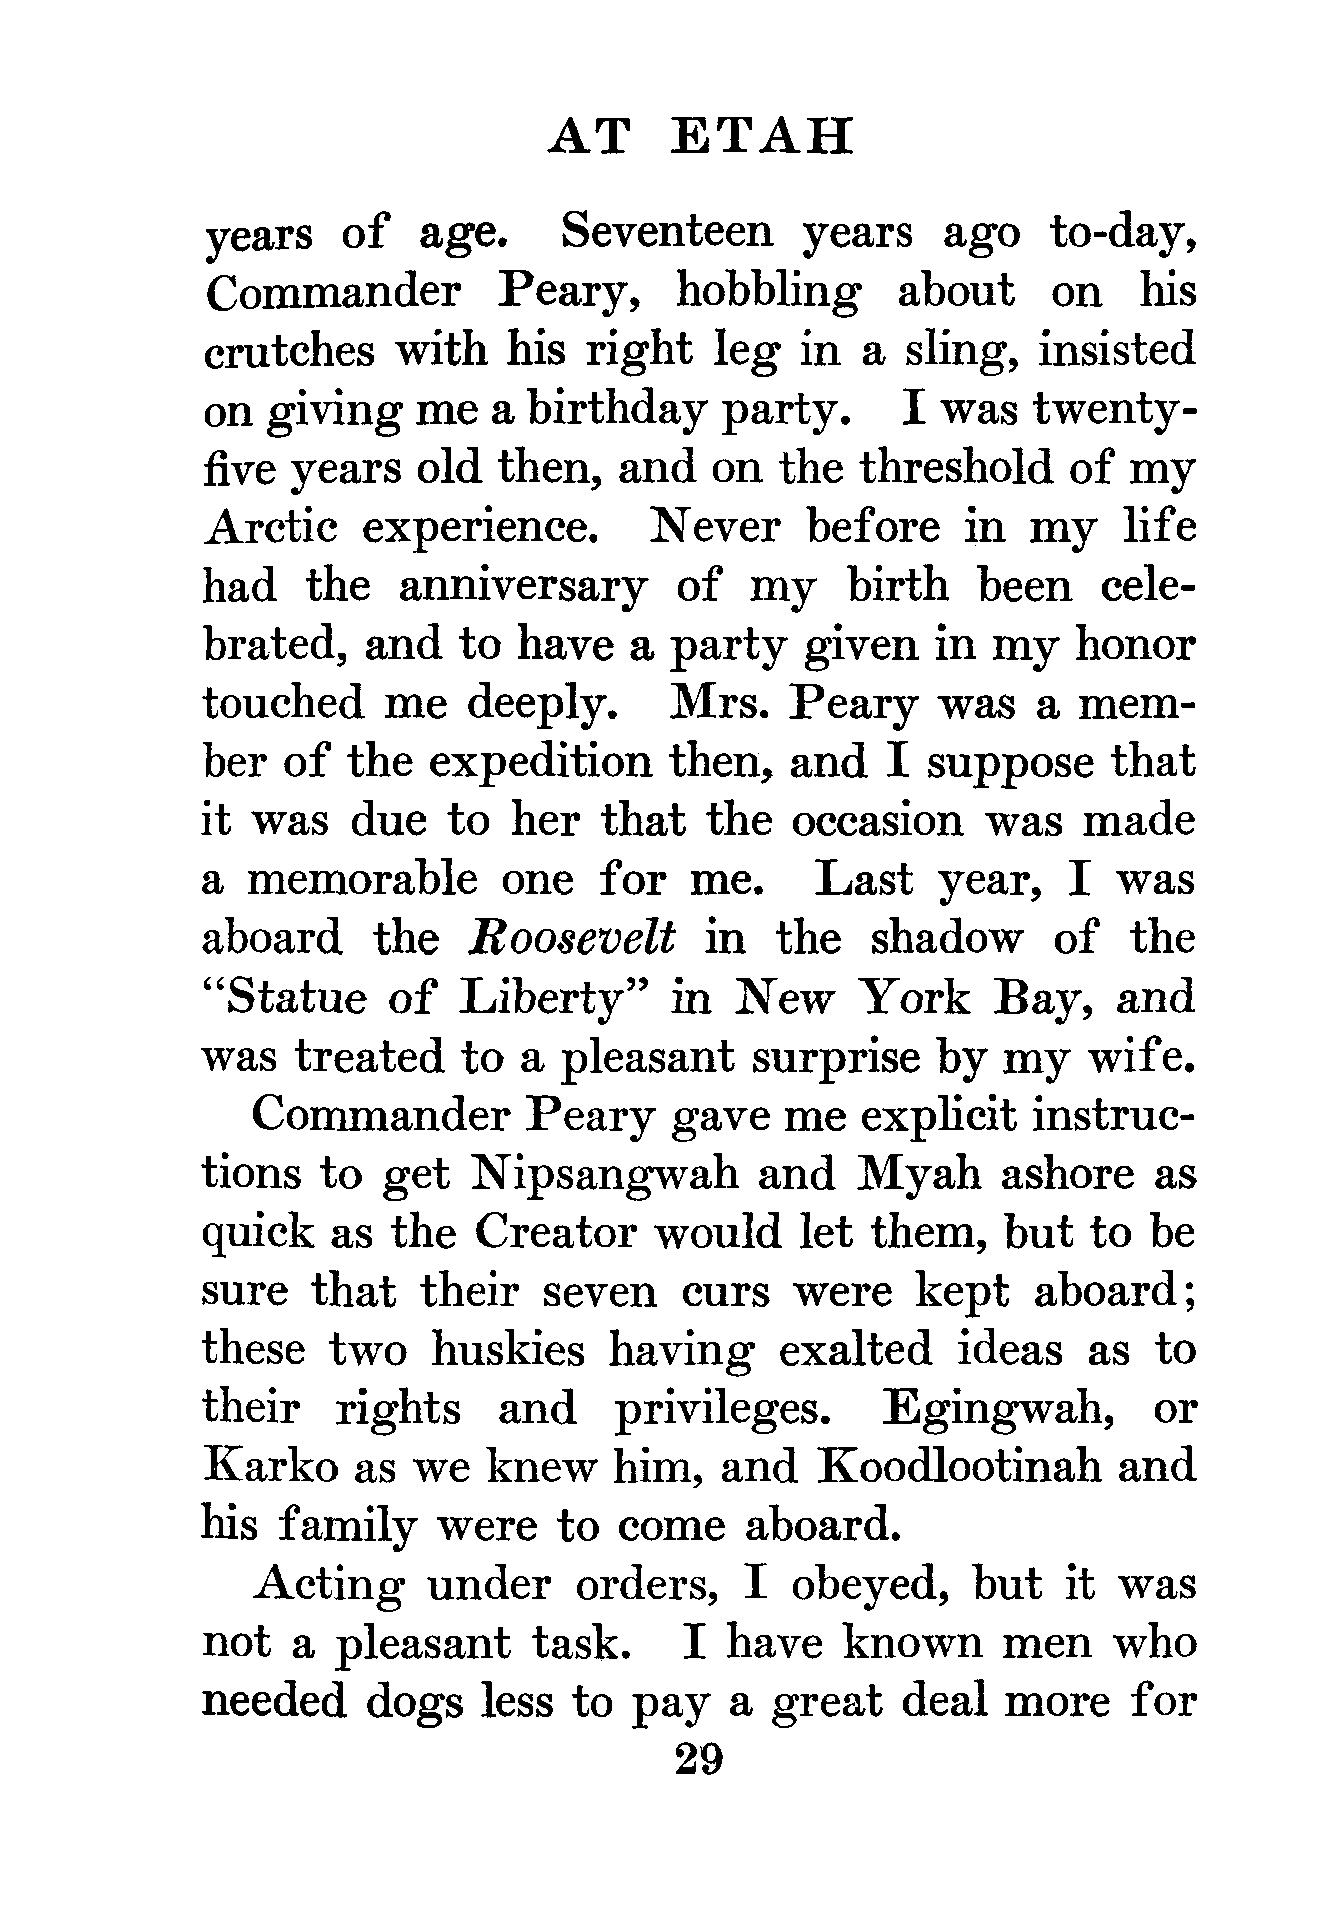 AT ETAH
years of age. Seventeen years ago to-day,
Commander Peary, hobbling about on his
crutches with his right leg in a sling, insisted
on giving me a birthday party. I was twenty-
five years old then, and on the threshold of my
Arctic experience. Never before in my life
had the anniversary of my birth been cele-
brated, and to have a party given in my honor
touched me deeply. Mrs. Peary was a mem-
ber of the expedition then, and I suppose that
it was due to her that the occasion was made
a memorable one for me. Last year, I was
aboard the Roosevelt in the shadow of the
“Statue of Liberty” in New York Bay, and
was treated to a pleasant surprise by my wife.
Commander Peary gave me explicit instruc-
tions to get Nipsangwah and Myah ashore as
quick as the Creator would let them, but to be
sure that their seven curs were kept aboard;
these two huskies having exalted ideas as to
their rights and privileges. Egingwah, or
Karko as we knew him, and Koodlootinah and
his family were to come aboard.
Acting under orders, I obeyed, but it was
not a pleasant task. I have known men who
needed dogs less to pay a great deal more for
29